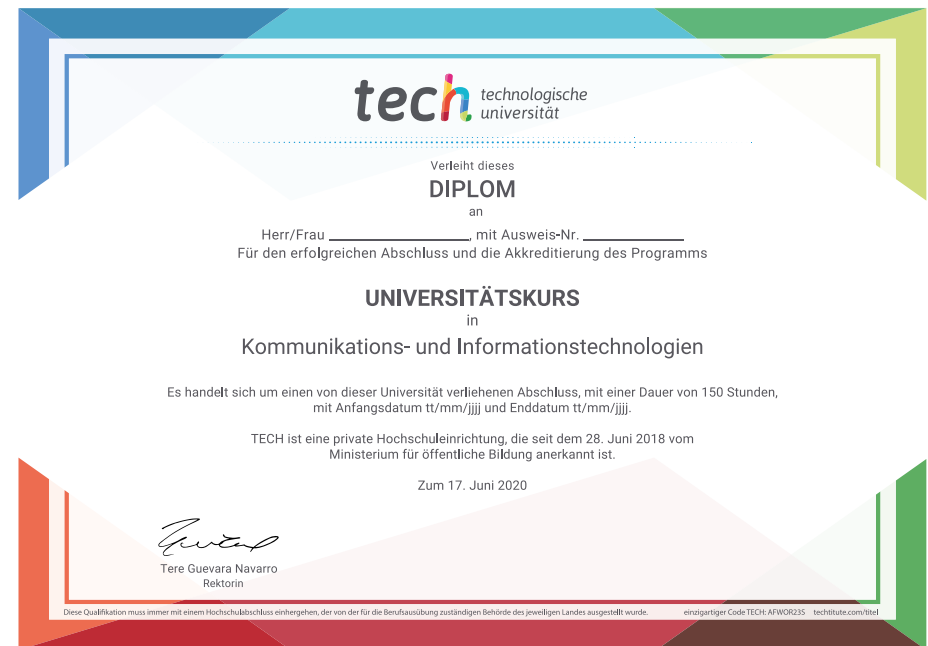 tech technologische
universität
Verleiht dieses
DIPLOM
an
Herr/Frau ________________, mit Ausweis-Nr. ____________
Für den erfolgreichen Abschluss und die Akkreditierung des Programms
UNIVERSITÄTSKURS
in
Kommunikations- und Informationstechnologien
Es handelt sich um einen von dieser Universität verliehenen Abschluss, mit einer Dauer von 150 Stunden,
mit Anfangsdatum tt/mm/jjjj und Enddatum tt/mm/jjjj.
TECH ist eine private Hochschuleinrichtung, die seit dem 28. Juni 2018 vom
Ministerium für öffentliche Bildung anerkannt ist.
Zum 17. Juni 2020
Tere Guevara Navarro
Rektorin
Diese Qualifikation muss immer mit einem Hochschulabschluss einhergehen, der von der für die Berufsausübung zuständigen Behörde des jeweiligen Landes ausgestellt wurde. einzigartiger Code TECH: AFWOR23S techtitute.com/titel